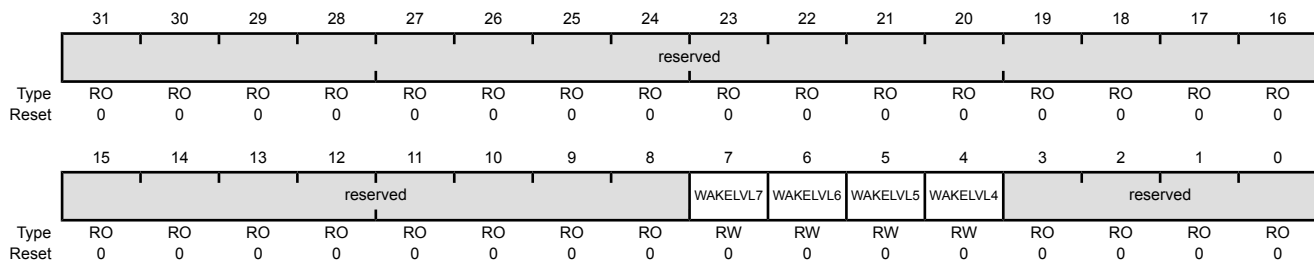 31 30 29 28 27 26 25 24 23 22 21 20 19 18 17 16
reserved
Type RO RO RO RO RO RO RO RO RO RO RO RO RO RO RO RO
Reset 0 0 0 0 0 0 0 0 0 0 0 0 0 0 0 0
15 14 13 12 11 10 9 8 7 6 5 4 3 2 1 0
reserved WAKELVL7 WAKELVL6 WAKELVL5 WAKELVL4 reserved
Type RO RO RO RO RO RO RO RO RW RW RW RW RO RO RO RO
Reset 0 0 0 0 0 0 0 0 0 0 0 0 0 0 0 0